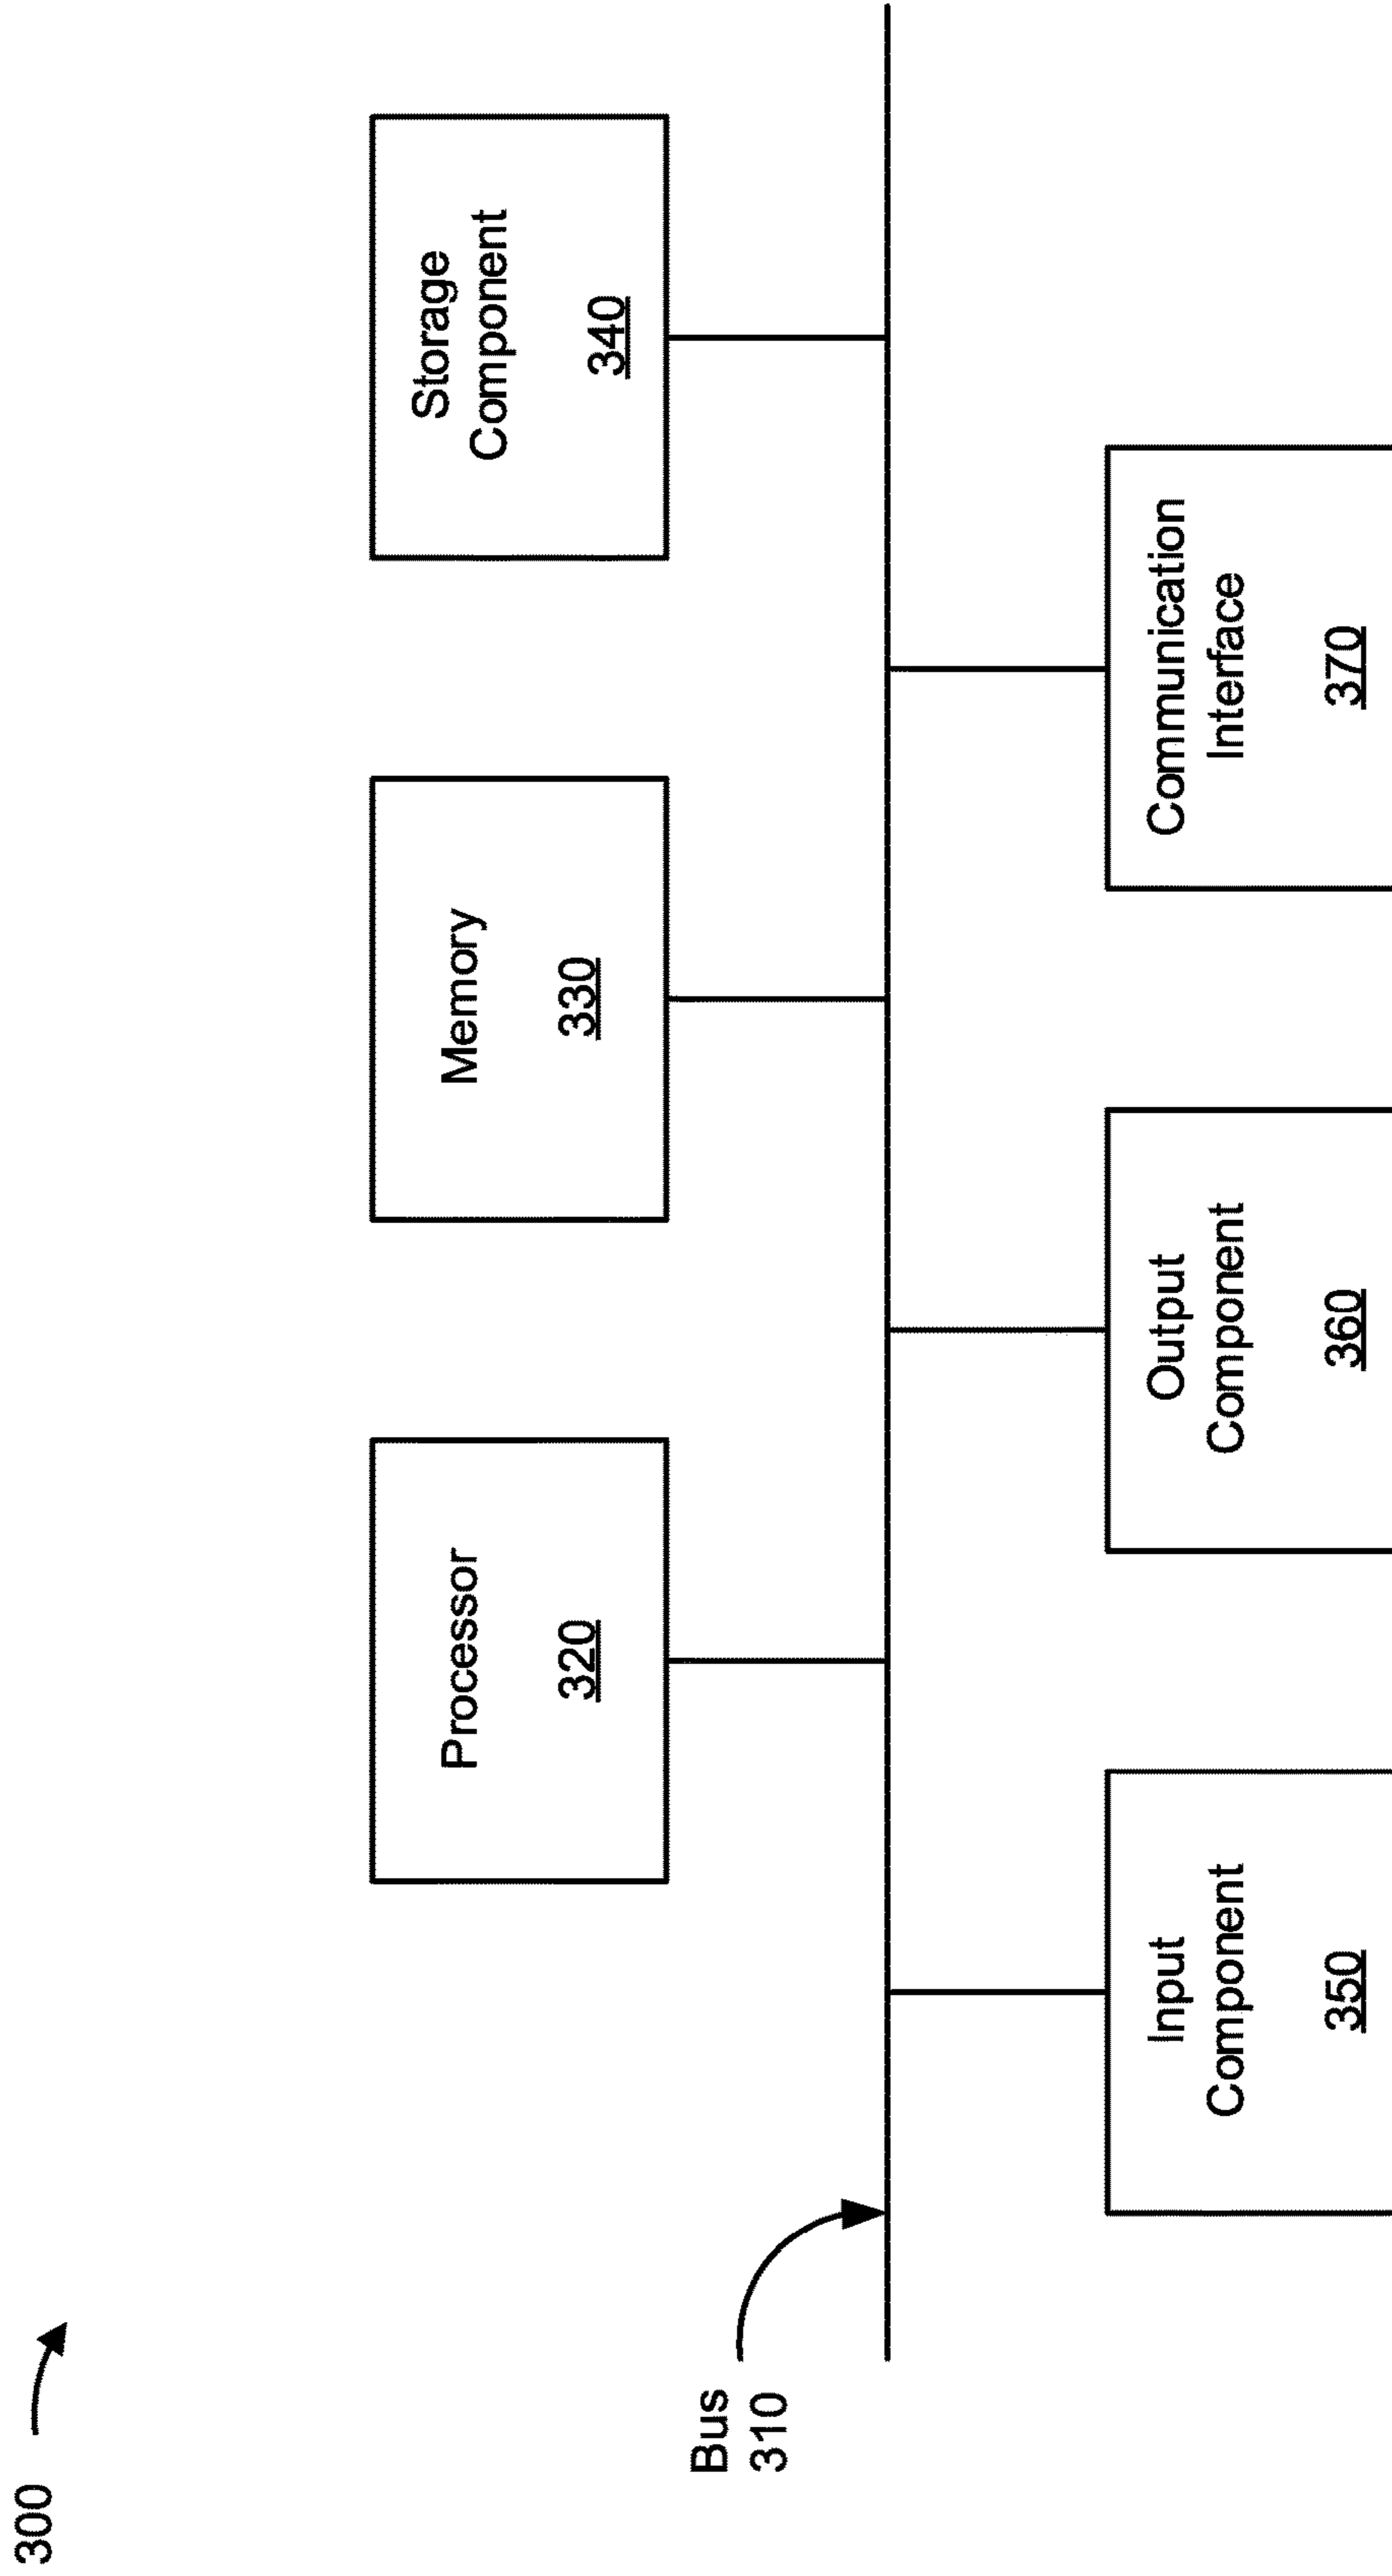 300
Processor
320
Memory
330
Storage
Component
340
Bus
310
Input
Component
350
Output
Component
360
Communication
Interface
370